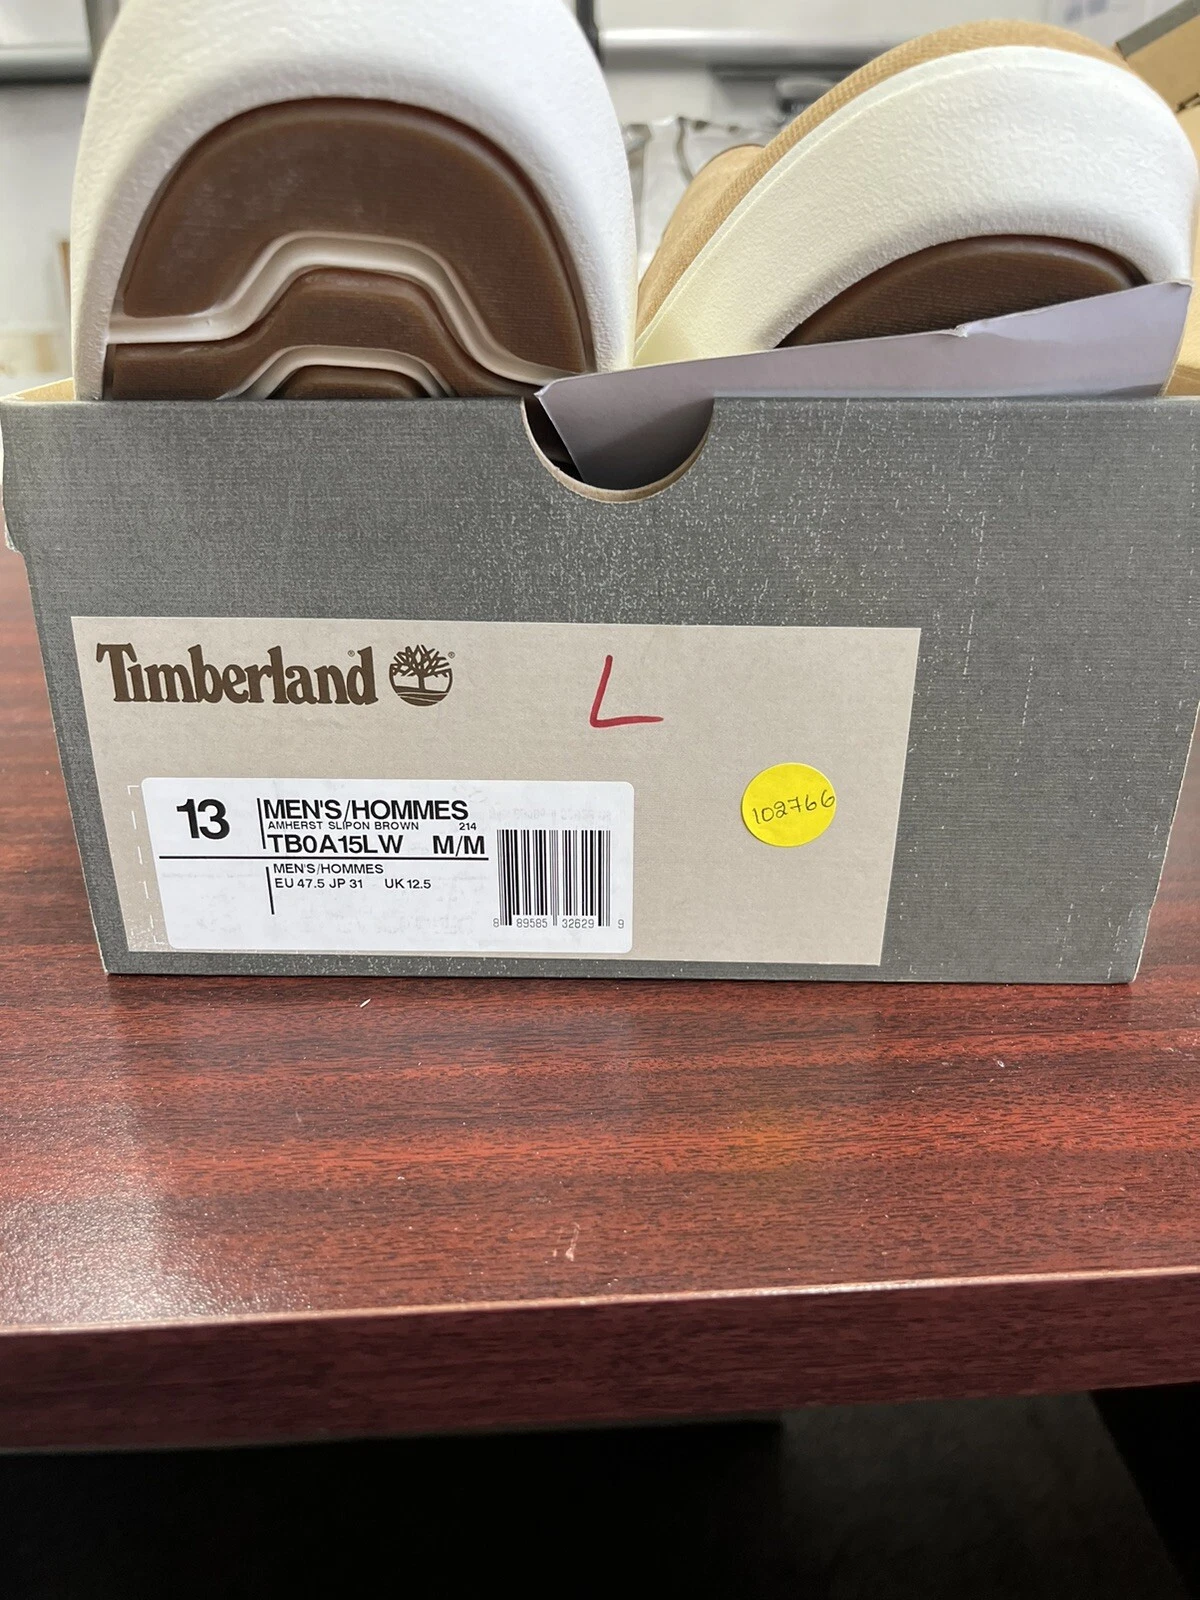 Timberland® ®
L
102766
13
MEN'S/HOMMES
AMHERST SLIPON BROWN 214
TB0A15LW M/M
MEN'S/HOMMES
EU 47.5 JP 31 UK 12.5
8 89585 32629 9